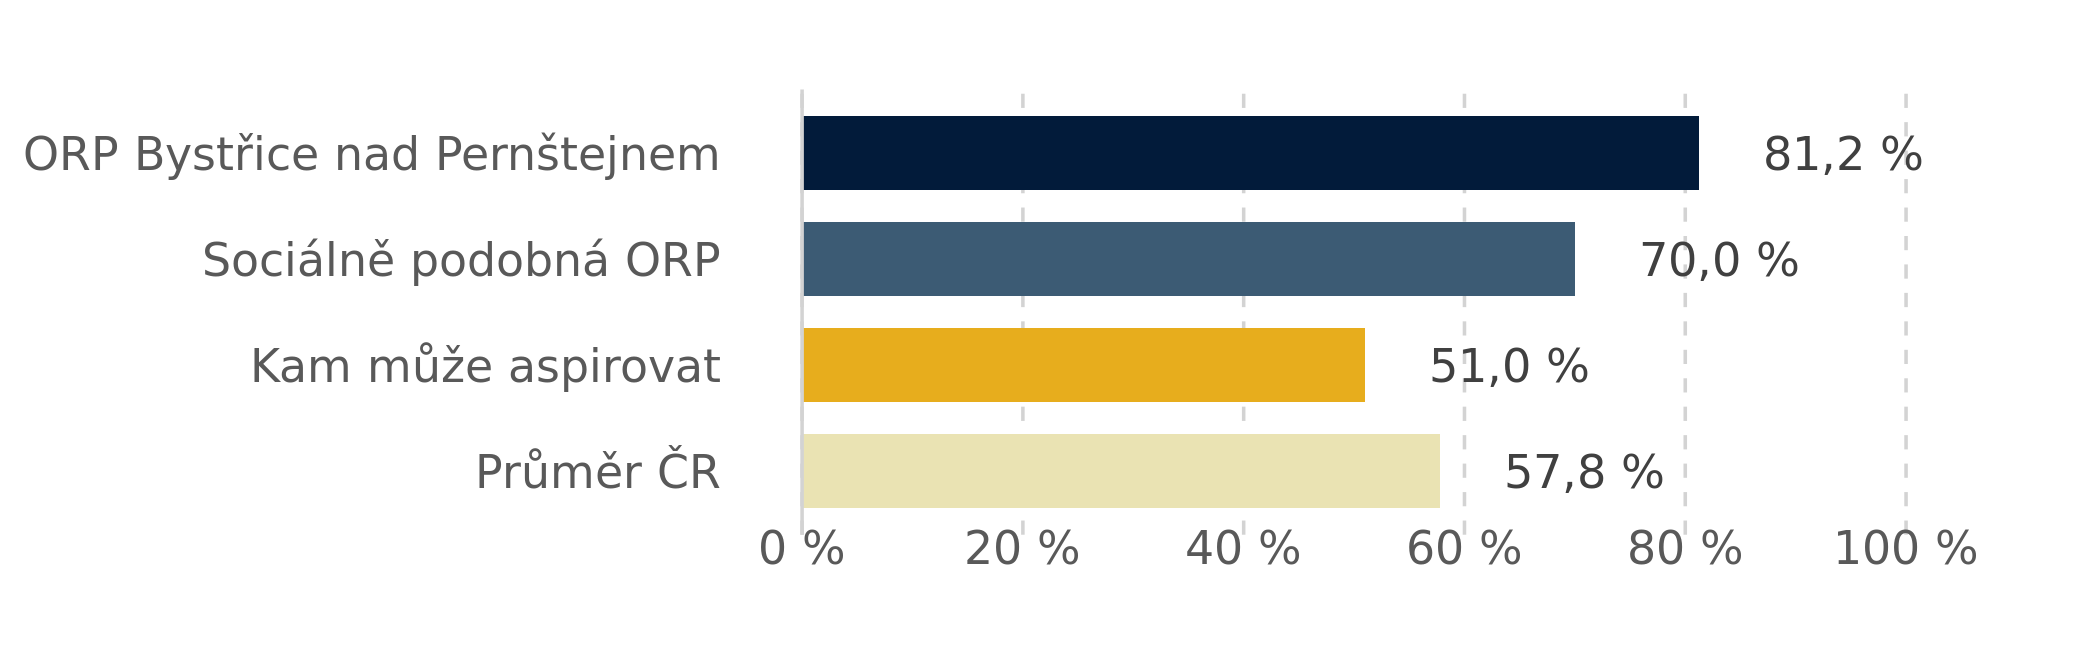 ORP Bystřice nad Pernštejnem 81,2 %
Sociálně podobná ORP 70,0 %
Kam může aspirovat 51,0 %
Průměr ČR 57,8 %
0 % 20 % 40 % 60 % 80 % 100 %